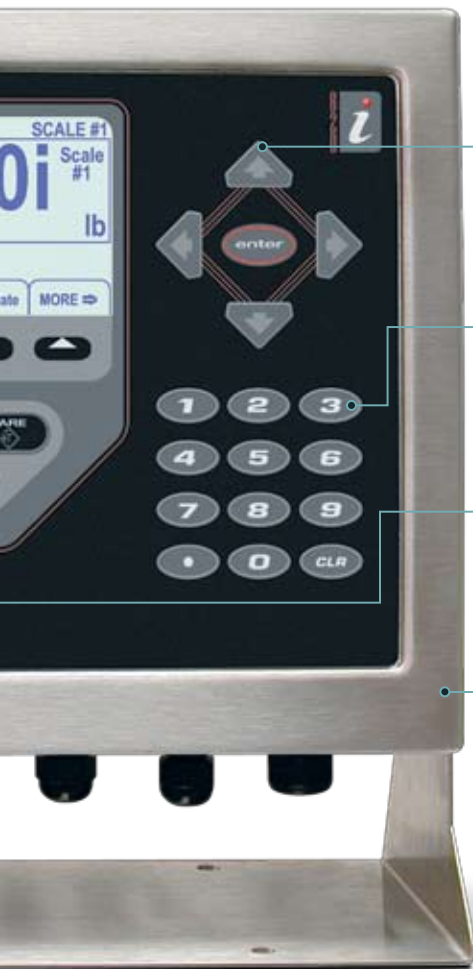 SCALE #1
0i
Scale
#1
lb
ate
MORE ⇨
enter
i
ARE
1 2 3
4 5 6
7 8 9
. 0 CLR